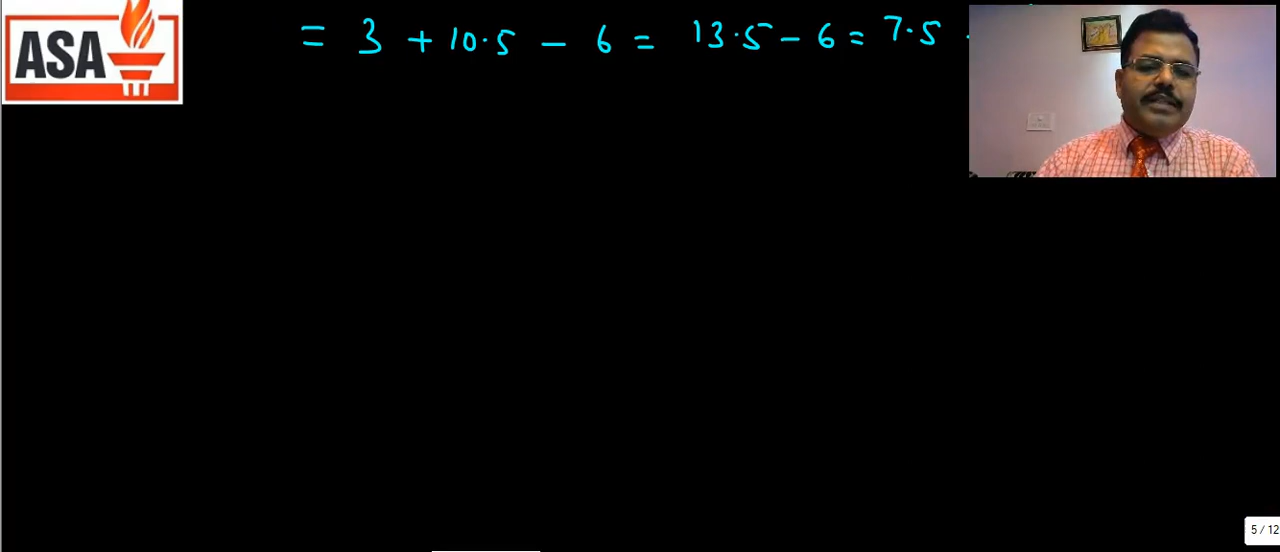 ASA
= 3 + 10.5 - 6 = 13.5 - 6 = 7.5
5 / 12